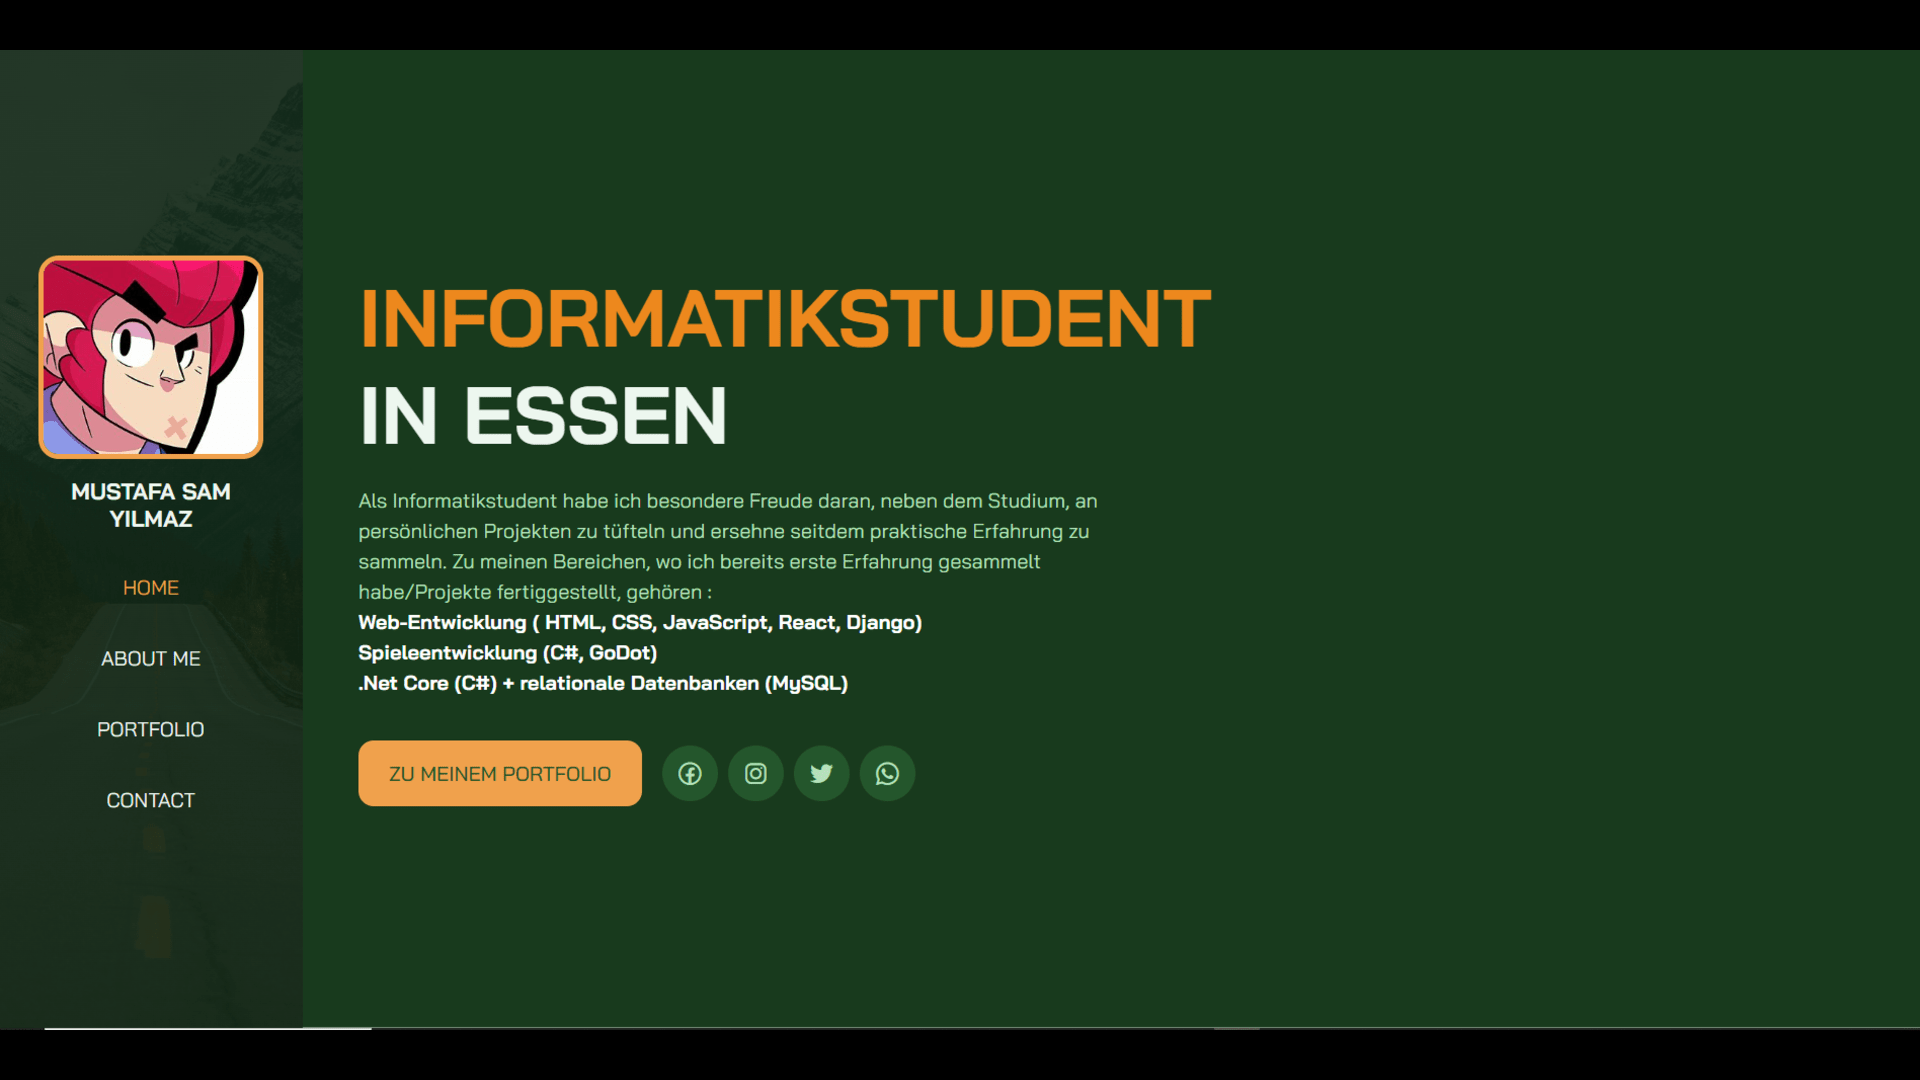 MUSTAFA SAM
YILMAZ
HOME
ABOUT ME
PORTFOLIO
CONTACT
INFORMATIKSTUDENT
IN ESSEN
Als Informatikstudent habe ich besondere Freude daran, neben dem Studium, an
persönlichen Projekten zu tüfteln und ersehne seitdem praktische Erfahrung zu
sammeln. Zu meinen Bereichen, wo ich bereits erste Erfahrung gesammelt
habe/Projekte fertiggestellt, gehören :
Web-Entwicklung ( HTML, CSS, JavaScript, React, Django)
Spieleentwicklung (C#, GoDot)
.Net Core (C#) + relationale Datenbanken (MySQL)
ZU MEINEM PORTFOLIO